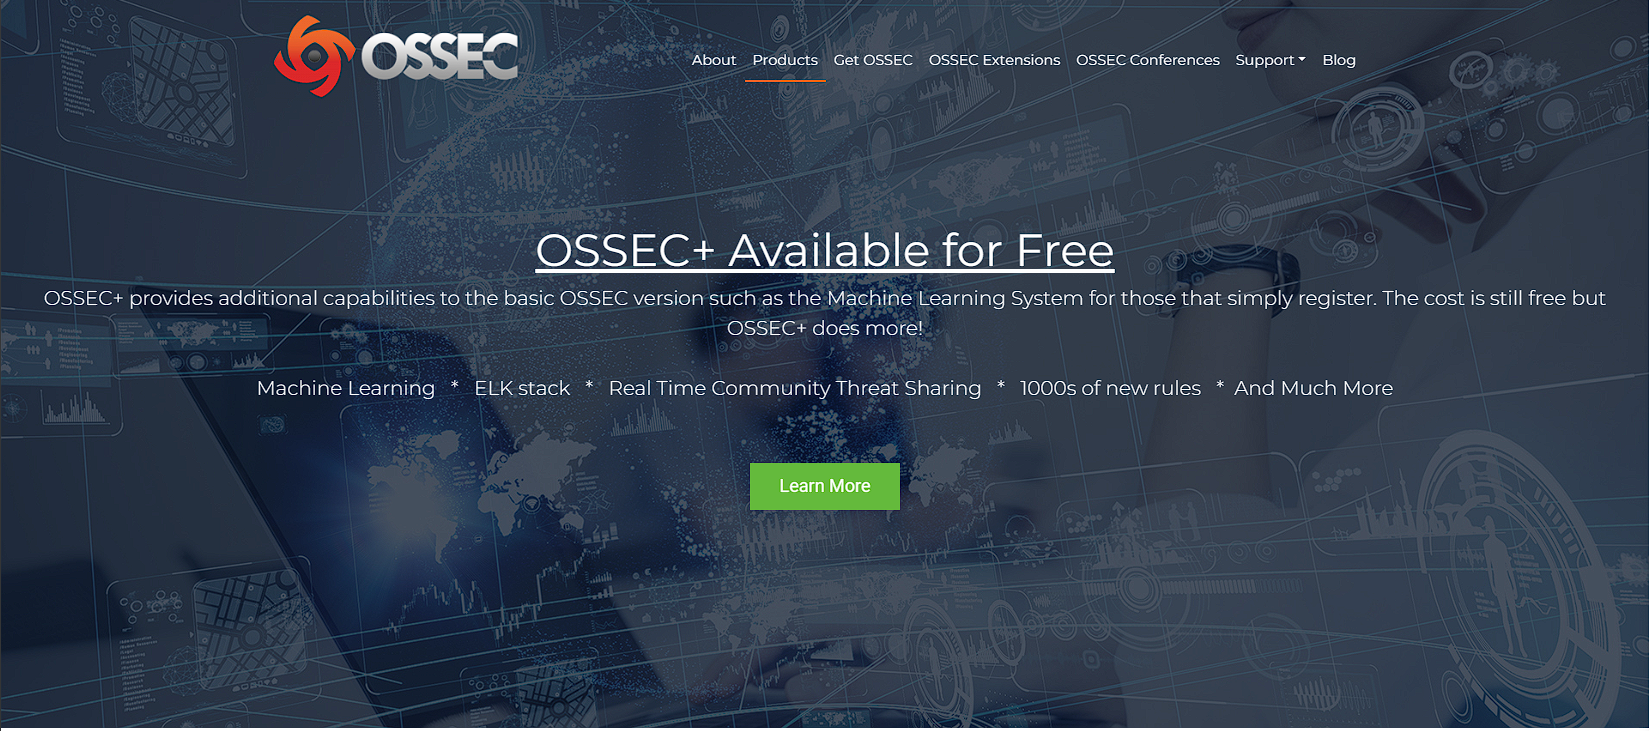 OSSEC
About Products Get OSSEC OSSEC Extensions OSSEC Conferences Support Blog
OSSEC+ Available for Free
OSSEC+ provides additional capabilities to the basic OSSEC version such as the Machine Learning System for those that simply register. The cost is still free but
OSSEC+ does more!
Machine Learning * ELK stack * Real Time Community Threat Sharing * 1000s of new rules * And Much More
Learn More